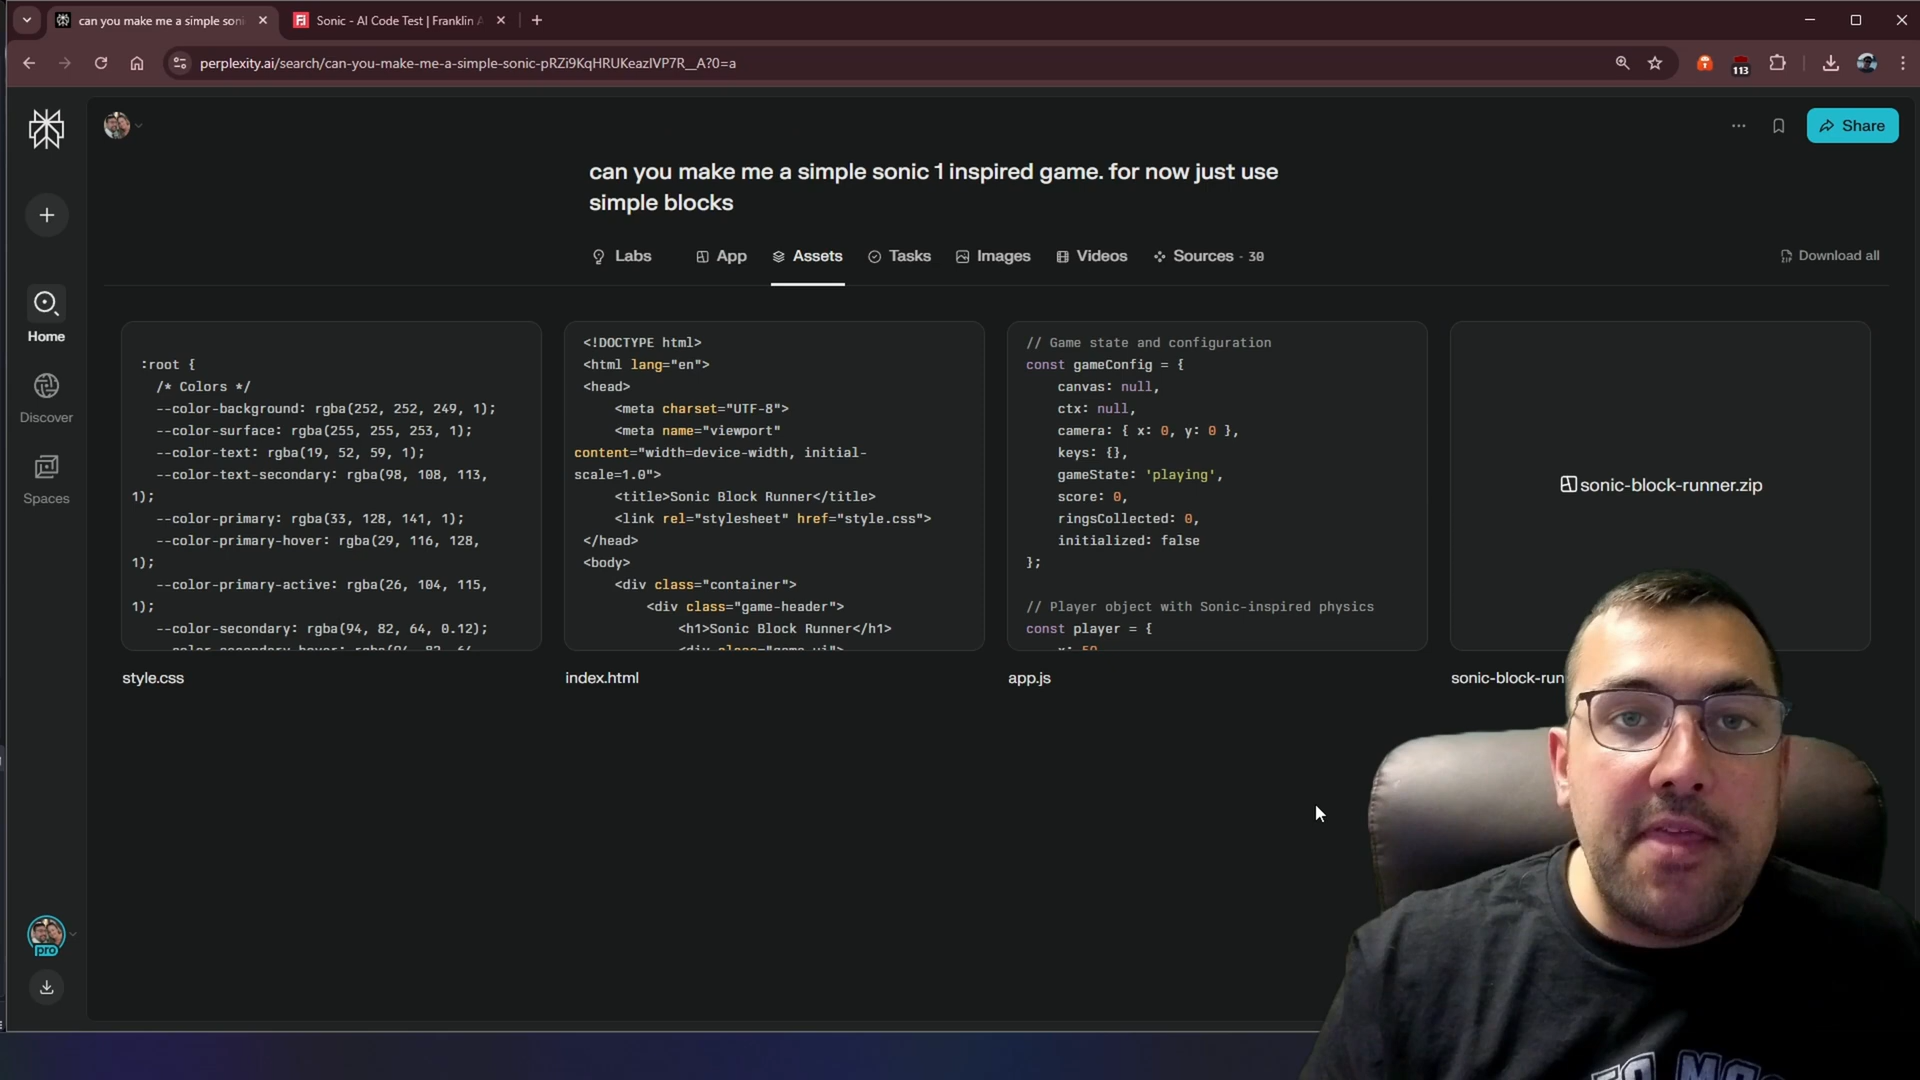 can you make me a simple soni
Sonic - AI Code Test | Franklin A
perplexity.ai/search/can-you-make-me-a-simple-sonic-pRZi9KqHRUKeazIVP7R__A?0=a
113
Share
can you make me a simple sonic 1 inspired game. for now just use
simple blocks
Labs
App
Assets
Tasks
Images
Videos
Sources - 30
Download all
Home
Discover
Spaces
pro
:root {
/* Colors */
--color-background: rgba(252, 252, 249, 1);
--color-surface: rgba(255, 255, 253, 1);
--color-text: rgba(19, 52, 59, 1);
--color-text-secondary: rgba(98, 108, 113,
1);
--color-primary: rgba(33, 128, 141, 1);
--color-primary-hover: rgba(29, 116, 128,
1);
--color-primary-active: rgba(26, 104, 115,
1);
--color-secondary: rgba(94, 82, 64, 0.12);
style.css
<!DOCTYPE html>
<html lang="en">
<head>
<meta charset="UTF-8">
<meta name="viewport"
content="width=device-width, initial-
scale=1.0">
<title>Sonic Block Runner</title>
<link rel="stylesheet" href="style.css">
</head>
<body>
<div class="container">
<div class="game-header">
<h1>Sonic Block Runner</h1>
index.html
// Game state and configuration
const gameConfig = {
canvas: null,
ctx: null,
camera: { x: 0, y: 0 },
keys: {},
gameState: 'playing',
score: 0,
ringsCollected: 0,
initialized: false
};
// Player object with Sonic-inspired physics
const player = {
app.js
sonic-block-runner.zip
sonic-block-run